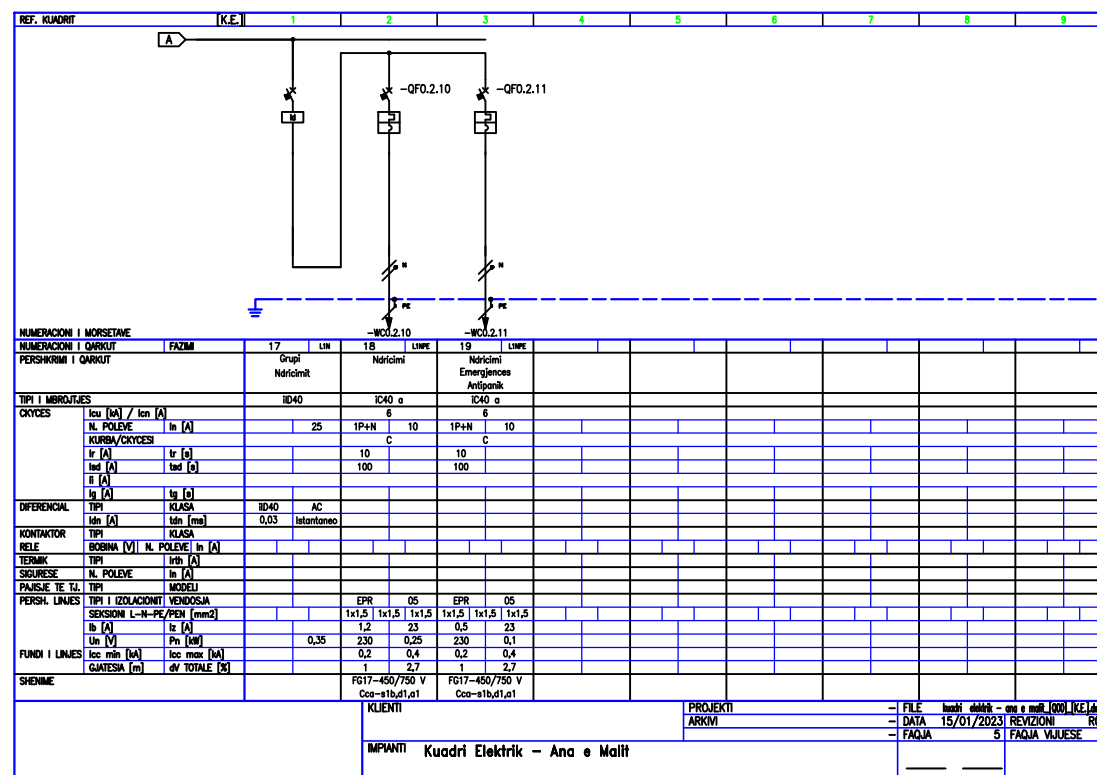 REF. KUADRIT [K.E.] 1 2 3 4 5 6 7 8 9
A
-QF0.2.10 -QF0.2.11
Id
N N
PE PE
NUMERACIONI I MORSETAVE -WC0.2.10 -WC0.2.11
NUMERACIONI I QARKUT FAZIMI 17 L1N 18 L1NPE 19 L1NPE
PERSHKRIMI I QARKUT Grupi Ndricimi Ndricimi
Ndricimit Emergjences
Antipanik
TIPI I MBROJTJES iID40 iC40 a iC40 a
CKYCES Icu [kA] / Icn [A] 6 6
N. POLEVE In [A] 25 1P+N 10 1P+N 10
KURBA/CKYCESI C C
Ir [A] tr [s] 10 10
Isd [A] tsd [s] 100 100
Ii [A]
Ig [A] tg [s]
DIFERENCIAL TIPI KLASA iID40 AC
Idn [A] tdn [ms] 0,03 Istantaneo
KONTAKTOR TIPI KLASA
RELE BOBINA [V] N. POLEVE In [A]
TERMIK TIPI Irth [A]
SIGURESE N. POLEVE In [A]
PAJISJE TE TJ. TIPI MODELI
PERSH. LINJES TIPI I IZOLACIONIT VENDOSJA EPR 05 EPR 05
SEKSIONI L-N-PE/PEN [mm2] 1x1,5 1x1,5 1x1,5 1x1,5 1x1,5 1x1,5
Ib [A] Iz [A] 1,2 23 0,5 23
Un [V] Pn [kW] 0,35 230 0,25 230 0,1
FUNDI I LINJES Icc min [kA] Icc max [kA] 0,2 0,4 0,2 0,4
GJATESIA [m] dV TOTALE [%] 1 2,7 1 2,7
SHENIME FG17-450/750 V FG17-450/750 V
Cca-s1b,d1,a1 Cca-s1b,d1,a1
KLIENTI PROJEKTI - FILE kuadri elektrik - ana e malit_[QOO]_[K.E.]
ARKIVI - DATA 15/01/2023 REVIZIONI
- FAQJA 5 FAQJA VIJUESE
IMPIANTI Kuadri Elektrik - Ana e Malit